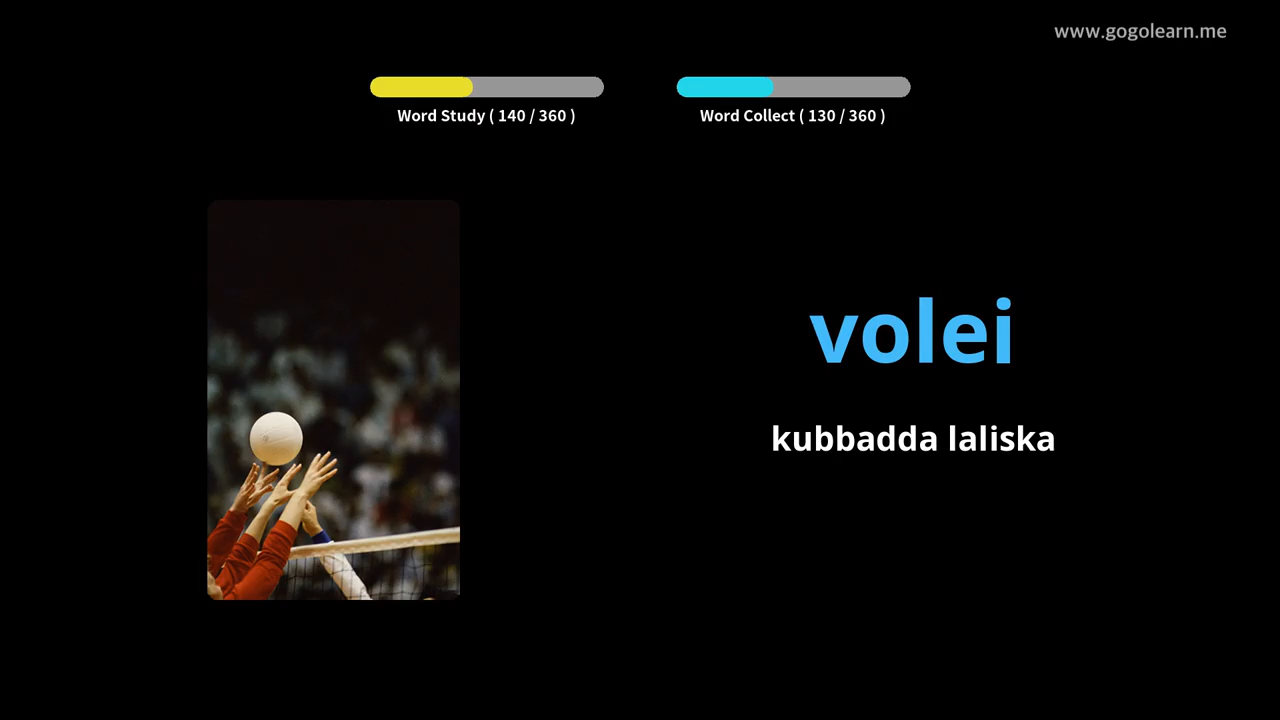 www.gogolearn.me
Word Study ( 140 / 360 )
Word Collect ( 130 / 360 )
volei
kubbadda laliska